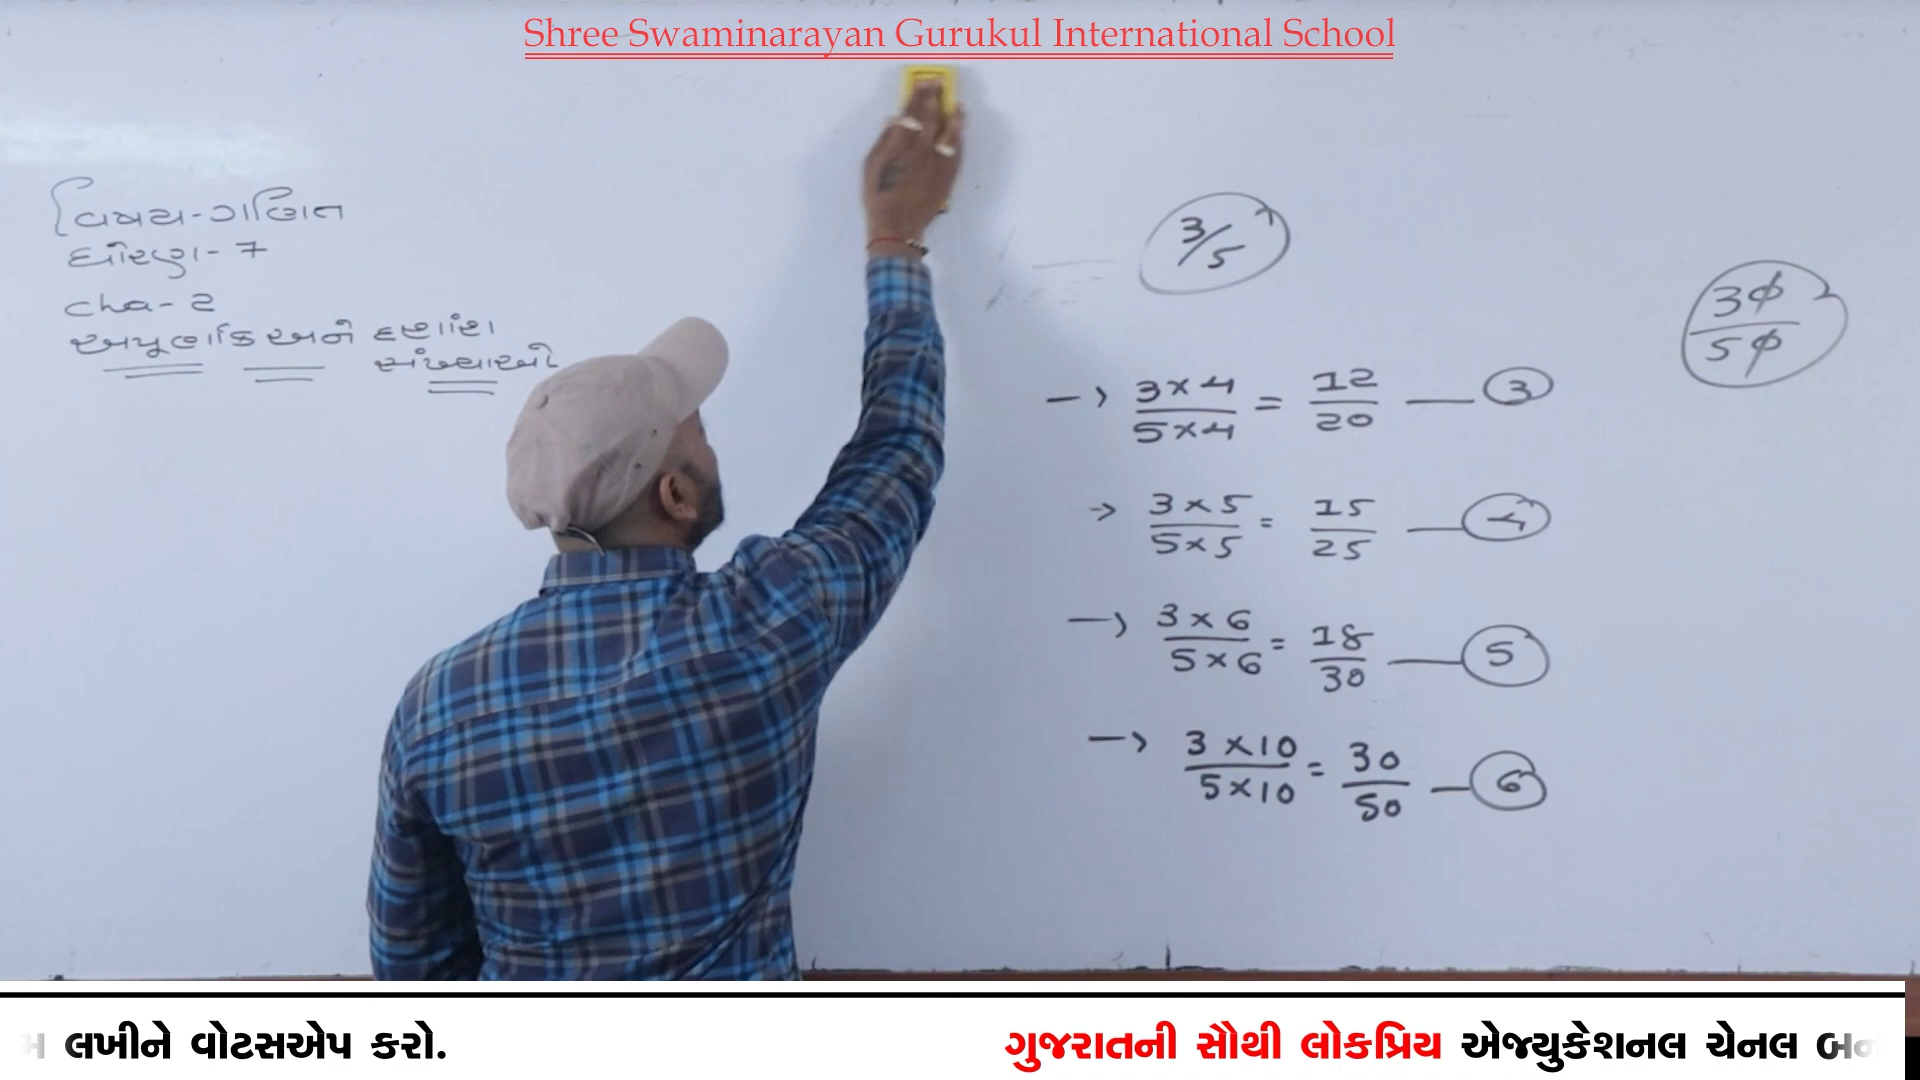 Shree Swaminarayan Gurukul International School
વિષય-ગણિત
ધોરણ-7
cha-2
અપૂર્ણાંક અને દશાંશ
સંખ્યાઓ
3/5
30/50
→ 3×4/5×4 = 12/20 — 3
→ 3×5/5×5 = 15/25 — 4
→ 3×6/5×6 = 18/30 — 5
→ 3×10/5×10 = 30/50 — 6
લખીને વોટસએપ કરો. ગુજરાતની સૌથી લોકપ્રિય એજ્યુકેશનલ ચેનલ